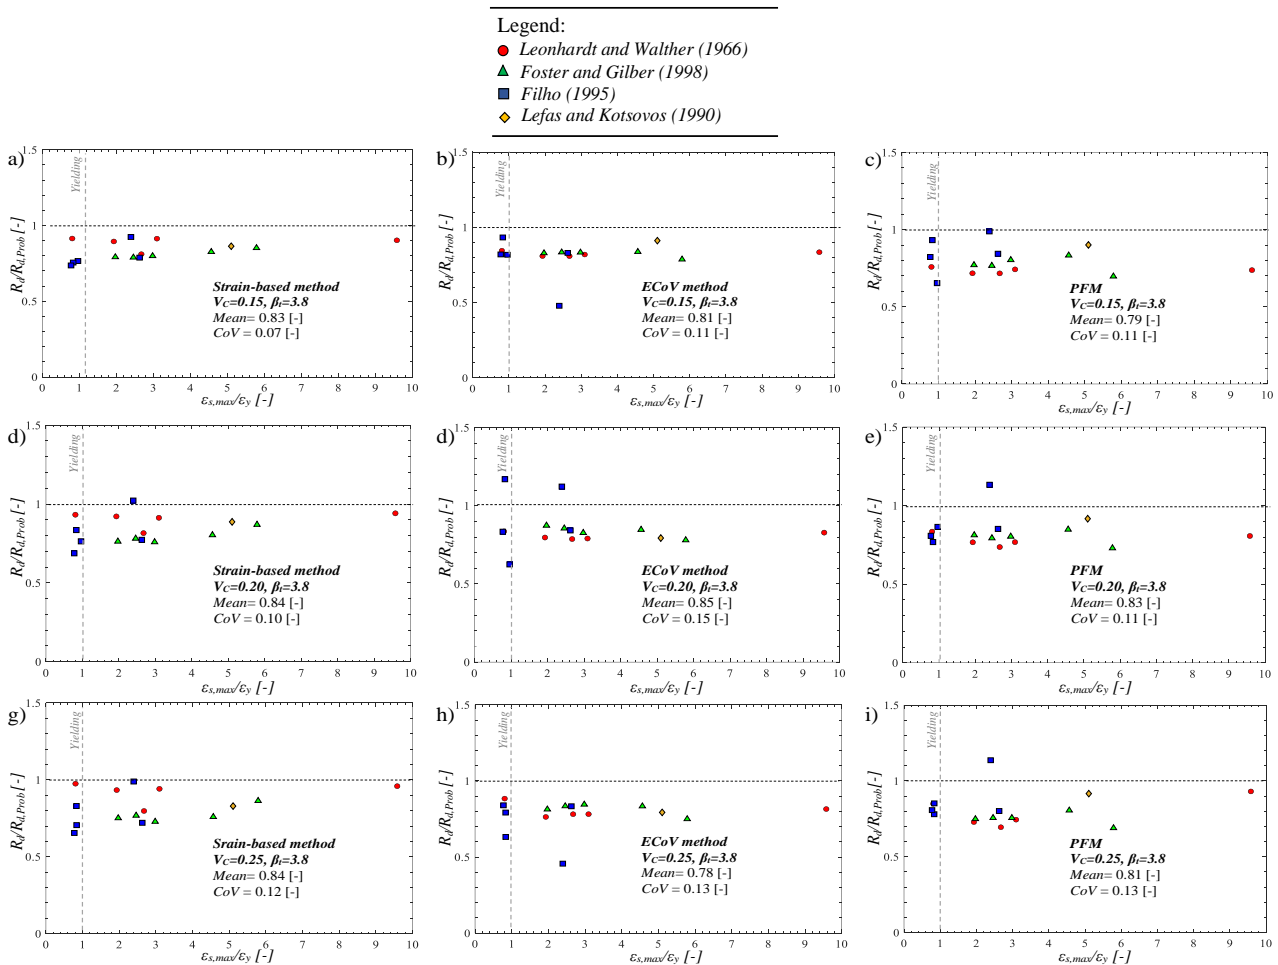 Legend:
Leonhardt and Walther (1966)
Foster and Gilber (1998)
Filho (1995)
Lefas and Kotsovos (1990)
a)
1.5
1
0.5
0
Rd/Rd,Prob [-]
Yielding
Strain-based method
VC=0.15, βt=3.8
Mean= 0.83 [-]
CoV = 0.07 [-]
0 1 2 3 4 5 6 7 8 9 10
εs,max/εy [-]
b)
1.5
1
0.5
0
Rd/Rd,Prob [-]
Yielding
ECoV method
VC=0.15, βt=3.8
Mean= 0.81 [-]
CoV = 0.11 [-]
0 1 2 3 4 5 6 7 8 9 10
εs,max/εy [-]
c)
1.5
1
0.5
0
Rd/Rd,Prob [-]
Yielding
PFM
VC=0.15, βt=3.8
Mean= 0.79 [-]
CoV = 0.11 [-]
0 1 2 3 4 5 6 7 8 9 10
εs,max/εy [-]
d)
1.5
1
0.5
0
Rd/Rd,Prob [-]
Yielding
Strain-based method
VC=0.20, βt=3.8
Mean= 0.84 [-]
CoV = 0.10 [-]
0 1 2 3 4 5 6 7 8 9 10
εs,max/εy [-]
d)
1.5
1
0.5
0
Rd/Rd,Prob [-]
Yielding
ECoV method
VC=0.20, βt=3.8
Mean= 0.85 [-]
CoV = 0.15 [-]
0 1 2 3 4 5 6 7 8 9 10
εs,max/εy [-]
e)
1.5
1
0.5
0
Rd/Rd,Prob [-]
Yielding
PFM
VC=0.20, βt=3.8
Mean= 0.83 [-]
CoV = 0.11 [-]
0 1 2 3 4 5 6 7 8 9 10
εs,max/εy [-]
g)
1.5
1
0.5
0
Rd/Rd,Prob [-]
Yielding
Srain-based method
VC=0.25, βt=3.8
Mean= 0.84 [-]
CoV = 0.12 [-]
0 1 2 3 4 5 6 7 8 9 10
εs,max/εy [-]
h)
1.5
1
0.5
0
Rd/Rd,Prob [-]
Yielding
ECoV method
VC=0.25, βt=3.8
Mean= 0.78 [-]
CoV = 0.13 [-]
0 1 2 3 4 5 6 7 8 9 10
εs,max/εy [-]
i)
1.5
1
0.5
0
Rd/Rd,Prob [-]
Yielding
PFM
VC=0.25, βt=3.8
Mean= 0.81 [-]
CoV = 0.13 [-]
0 1 2 3 4 5 6 7 8 9 10
εs,max/εy [-]